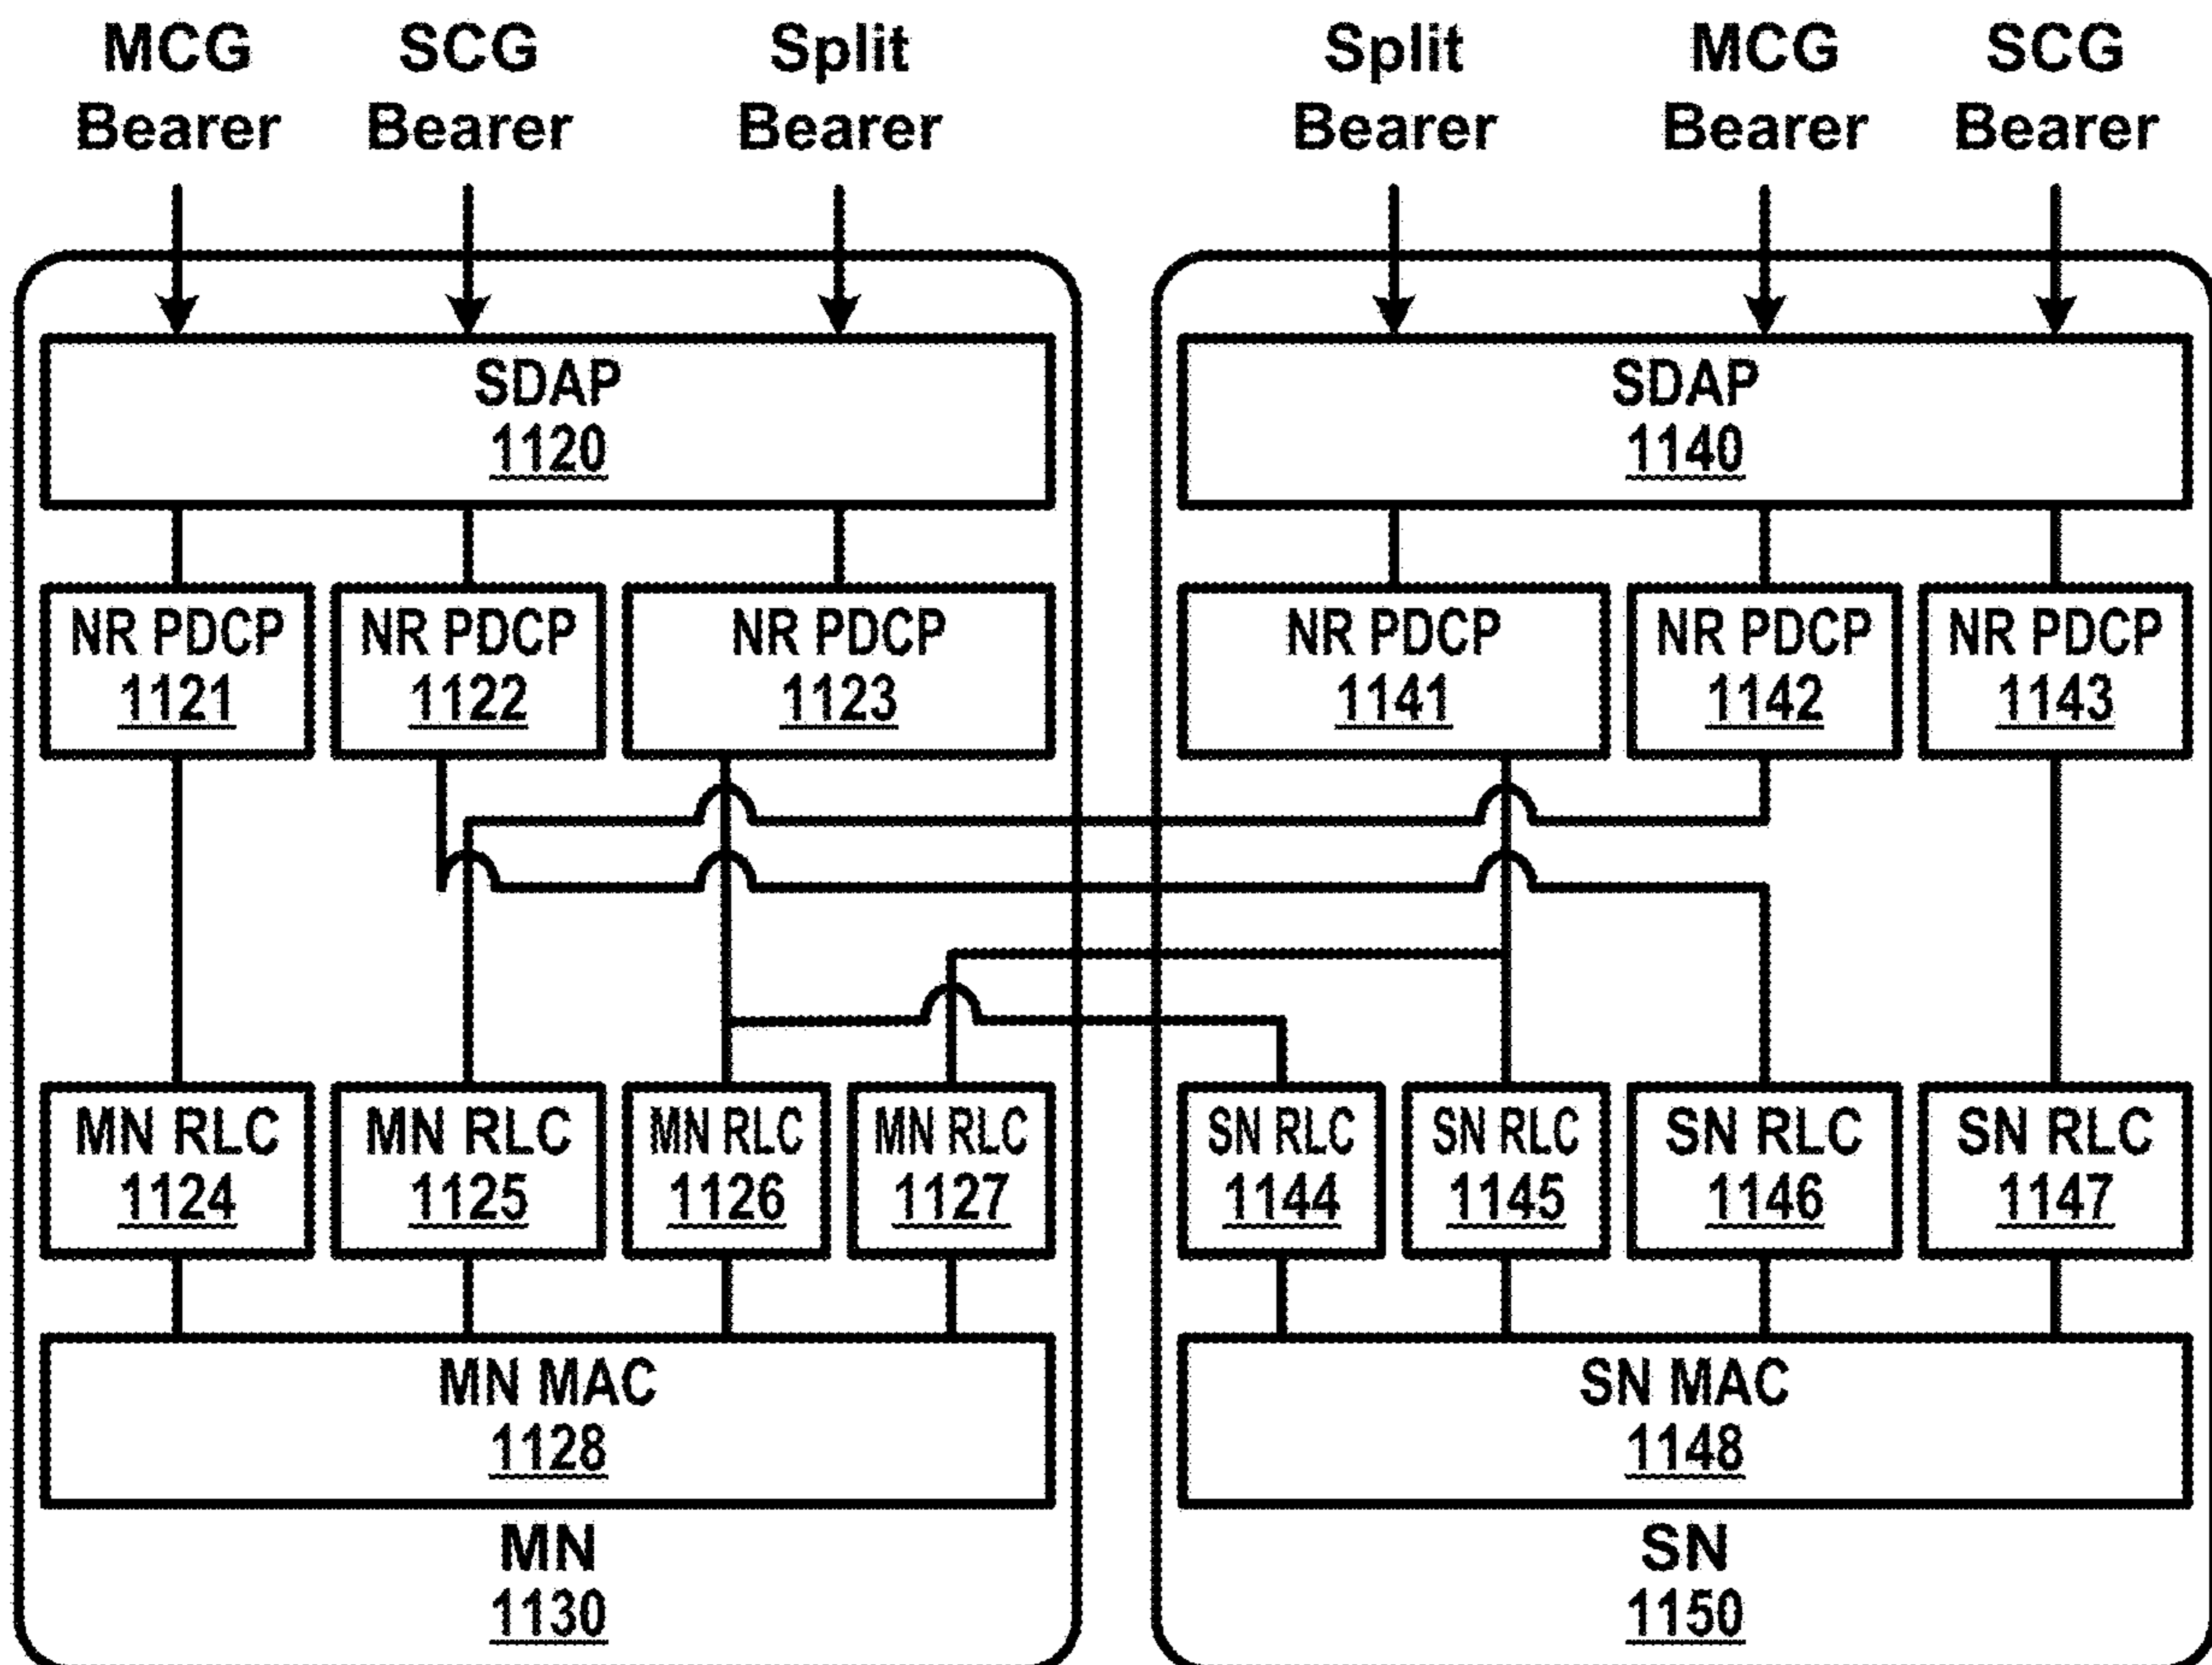 MCG
Bearer
SCG
Bearer
Split
Bearer
Split
Bearer
MCG
Bearer
SCG
Bearer
SDAP
1120
SDAP
1140
NR PDCP
1121
NR PDCP
1122
NR PDCP
1123
NR PDCP
1141
NR PDCP
1142
NR PDCP
1143
MN RLC
1124
MN RLC
1125
MN RLC
1126
MN RLC
1127
SN RLC
1144
SN RLC
1145
SN RLC
1146
SN RLC
1147
MN MAC
1128
SN MAC
1148
MN
1130
SN
1150